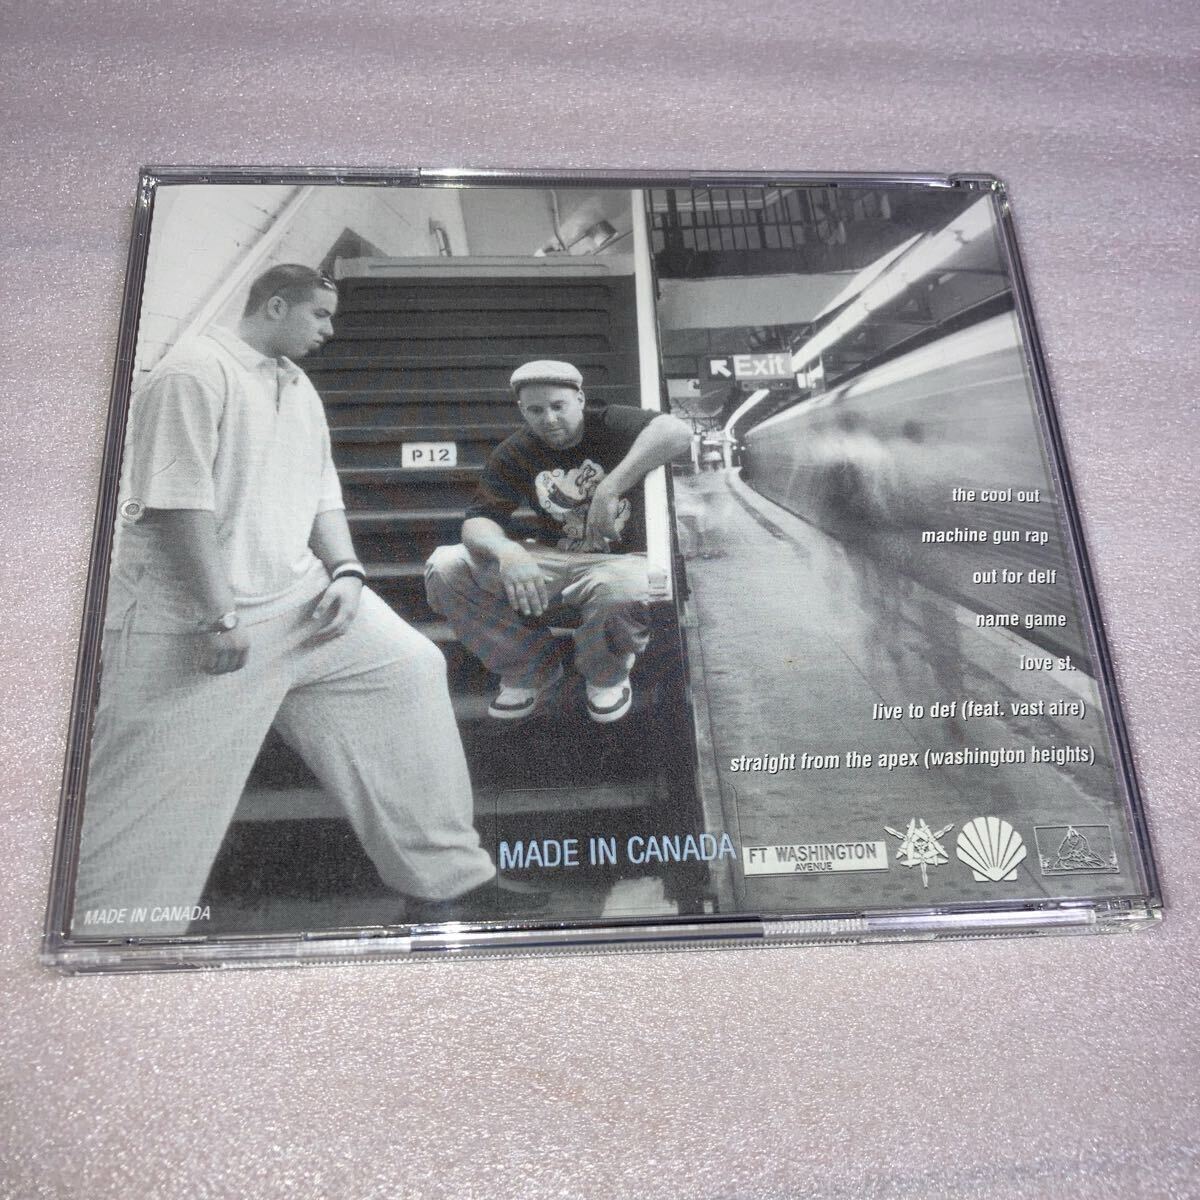 Exit
P 12
the cool out
machine gun rap
out for delf
name game
love st.
live to def (feat. vast aire)
straight from the apex (washington heights)
MADE IN CANADA
FT WASHINGTON
AVENUE
MADE IN CANADA